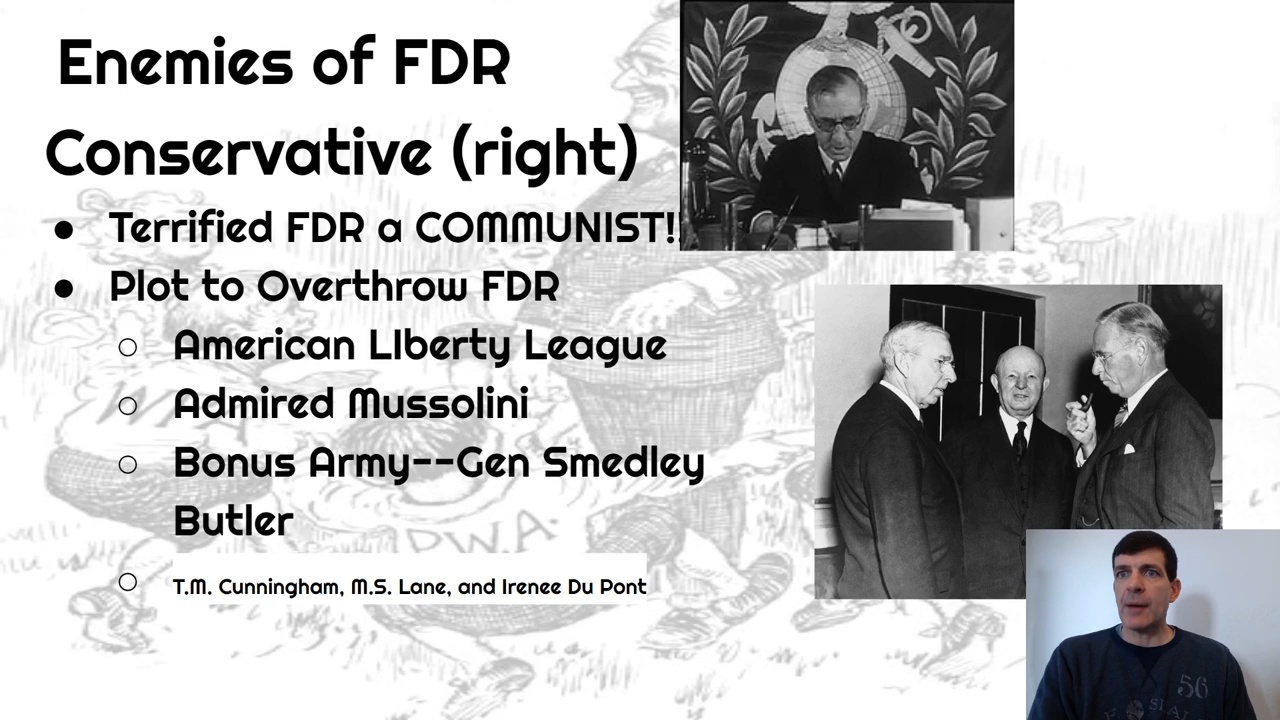 Enemies of FDR
Conservative (right)
● Terrified FDR a COMMUNIST!!
● Plot to Overthrow FDR
○ American LIberty League
○ Admired Mussolini
○ Bonus Army--Gen Smedley
Butler
○ T.M. Cunningham, M.S. Lane, and Irenee Du Pont
P.W.A.
56